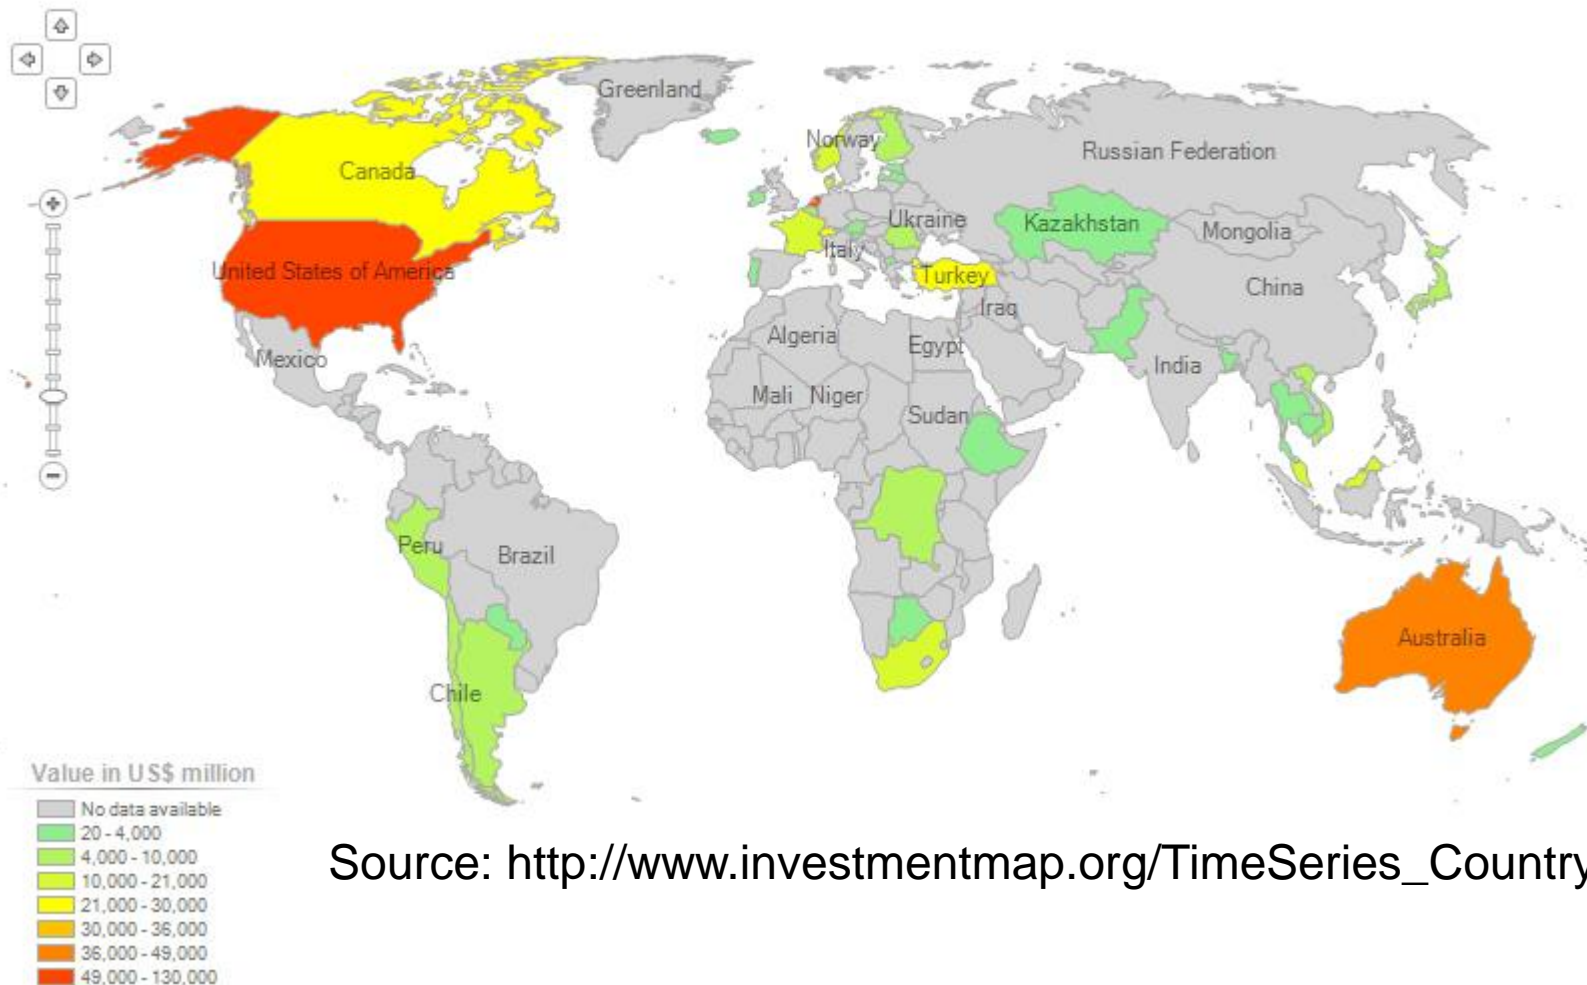 Greenland
Norway
Russian Federation
Canada
Ukraine
Kazakhstan
Mongolia
Italy
United States of America
Turkey
China
Iraq
Algeria
Egypt
Mexico
India
Mali
Niger
Sudan
Peru
Brazil
Australia
Chile
Value in US$ million
No data available
20 - 4,000
4,000 - 10,000
10,000 - 21,000
21,000 - 30,000
30,000 - 36,000
36,000 - 49,000
49,000 - 130,000
Source: http://www.investmentmap.org/TimeSeries_Country